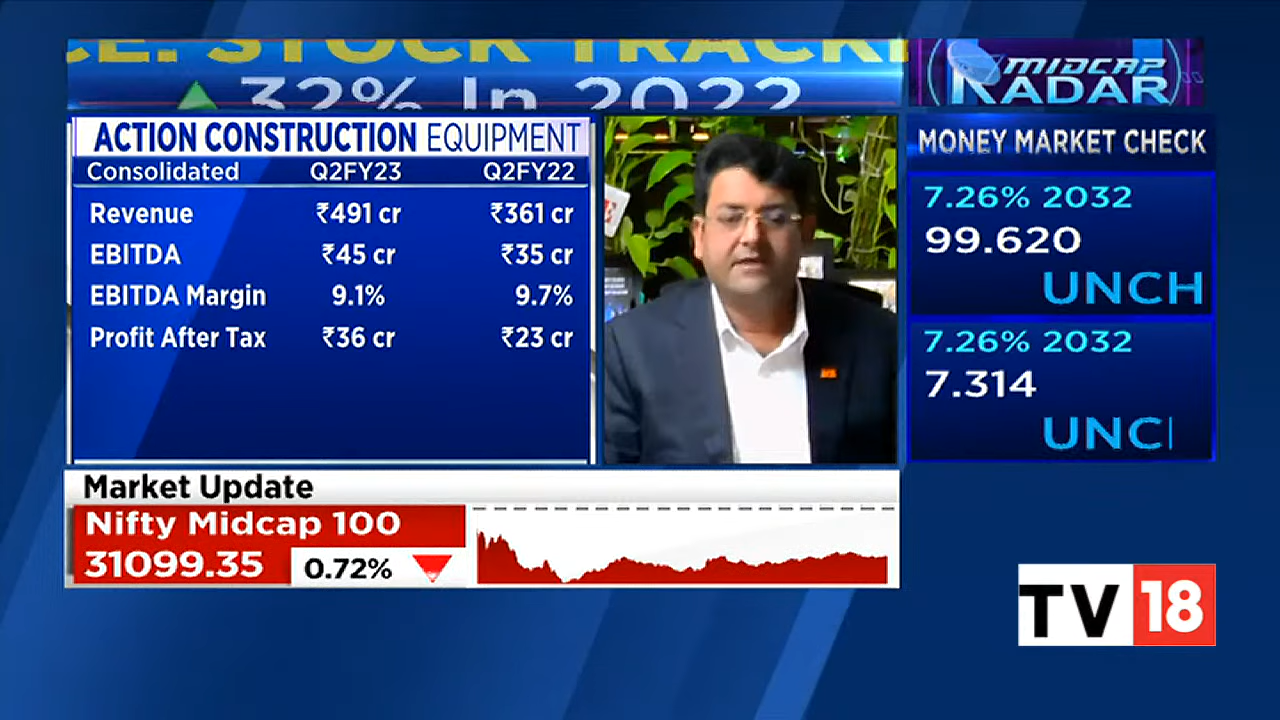 .E. STOCK TRACK
▲ 32% In 2022
MIDCAP
RADAR
ACTION CONSTRUCTION EQUIPMENT
Consolidated Q2FY23 Q2FY22
Revenue ₹491 cr ₹361 cr
EBITDA ₹45 cr ₹35 cr
EBITDA Margin 9.1% 9.7%
Profit After Tax ₹36 cr ₹23 cr
MONEY MARKET CHECK
7.26% 2032
99.620
UNCH
7.26% 2032
7.314
UNC
Market Update
Nifty Midcap 100
31099.35 0.72% ▼
TV18